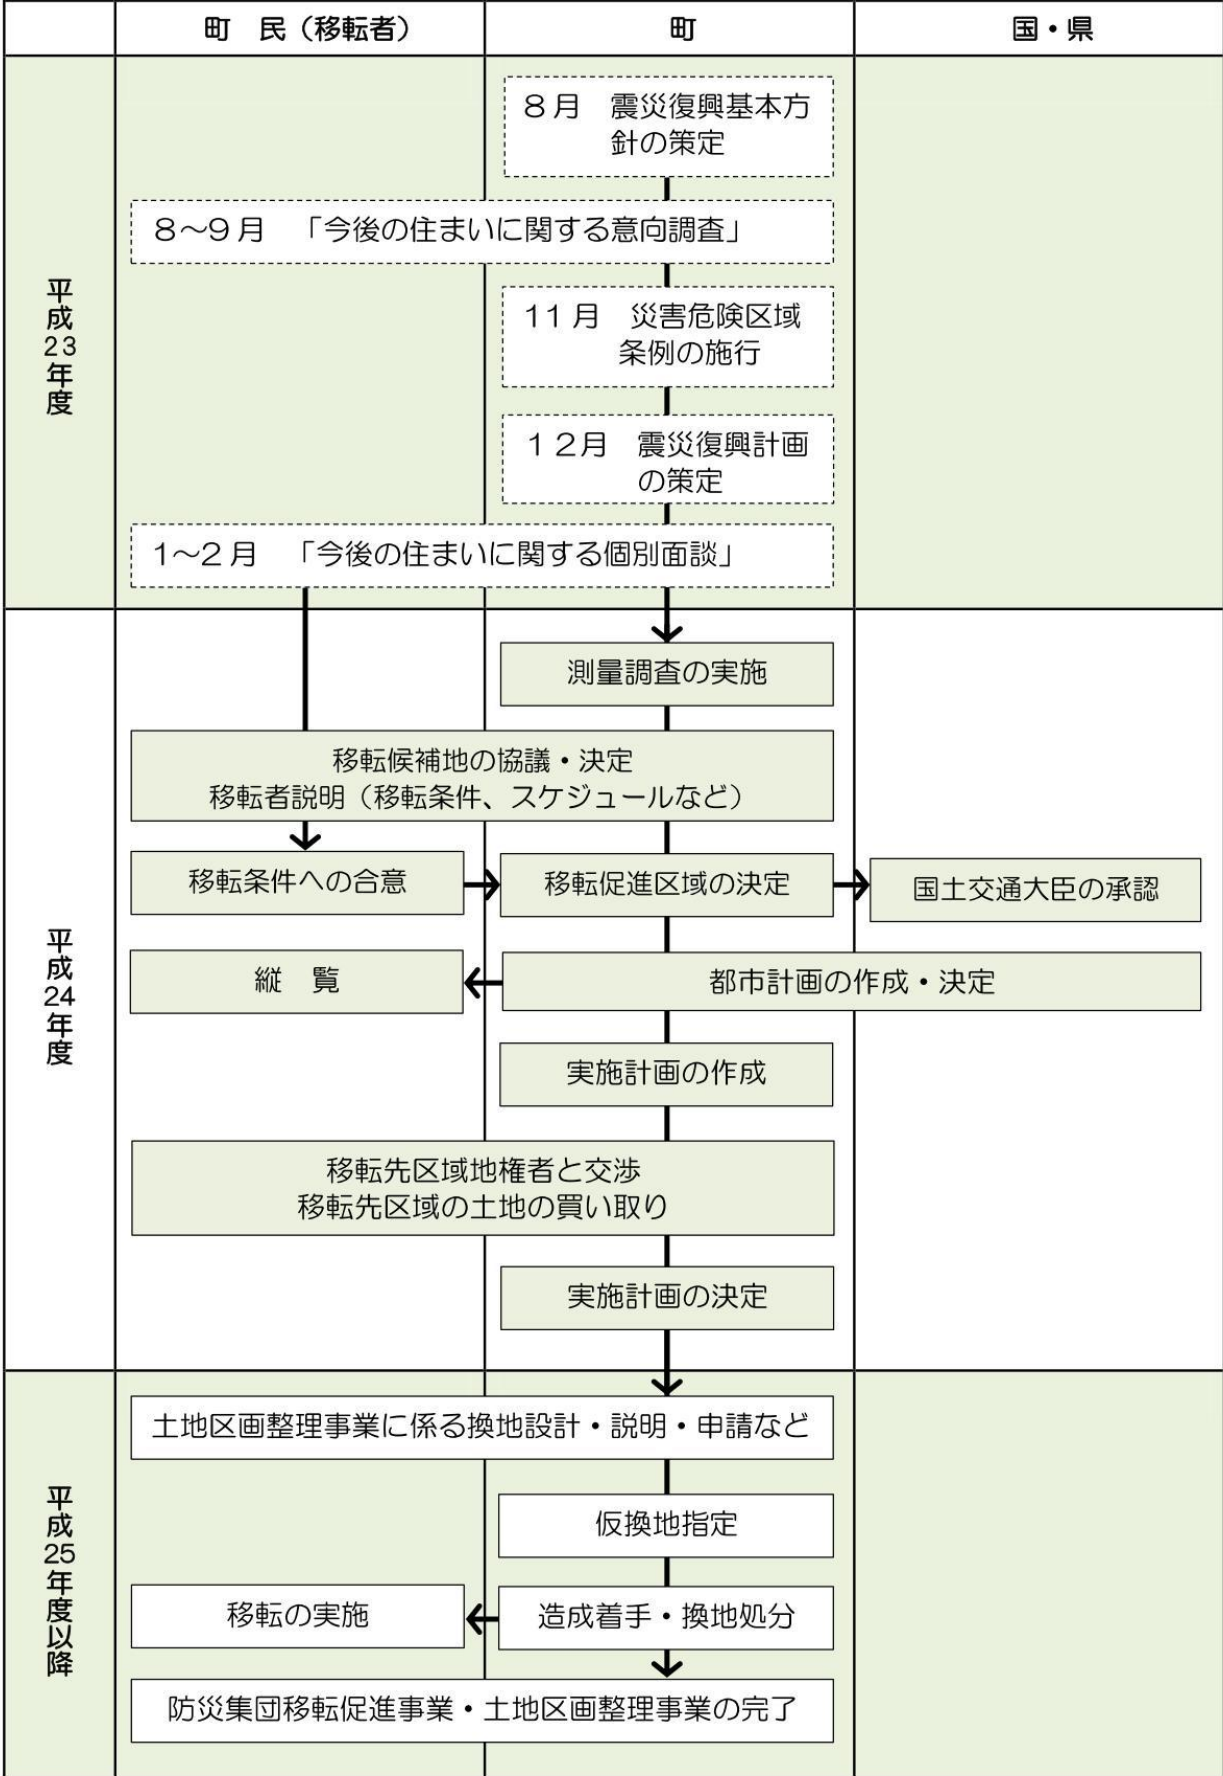 町　民（移転者）
町
国・県
平成23年度
８月　震災復興基本方
針の策定
８～９月　「今後の住まいに関する意向調査」
11月　災害危険区域
条例の施行
１２月　震災復興計画
の策定
1～２月　「今後の住まいに関する個別面談」
平成24年度
測量調査の実施
移転候補地の協議・決定
移転者説明（移転条件、スケジュールなど）
移転条件への合意
移転促進区域の決定
国土交通大臣の承認
縦　覧
都市計画の作成・決定
実施計画の作成
移転先区域地権者と交渉
移転先区域の土地の買い取り
実施計画の決定
平成25年度以降
土地区画整理事業に係る換地設計・説明・申請など
仮換地指定
移転の実施
造成着手・換地処分
防災集団移転促進事業・土地区画整理事業の完了